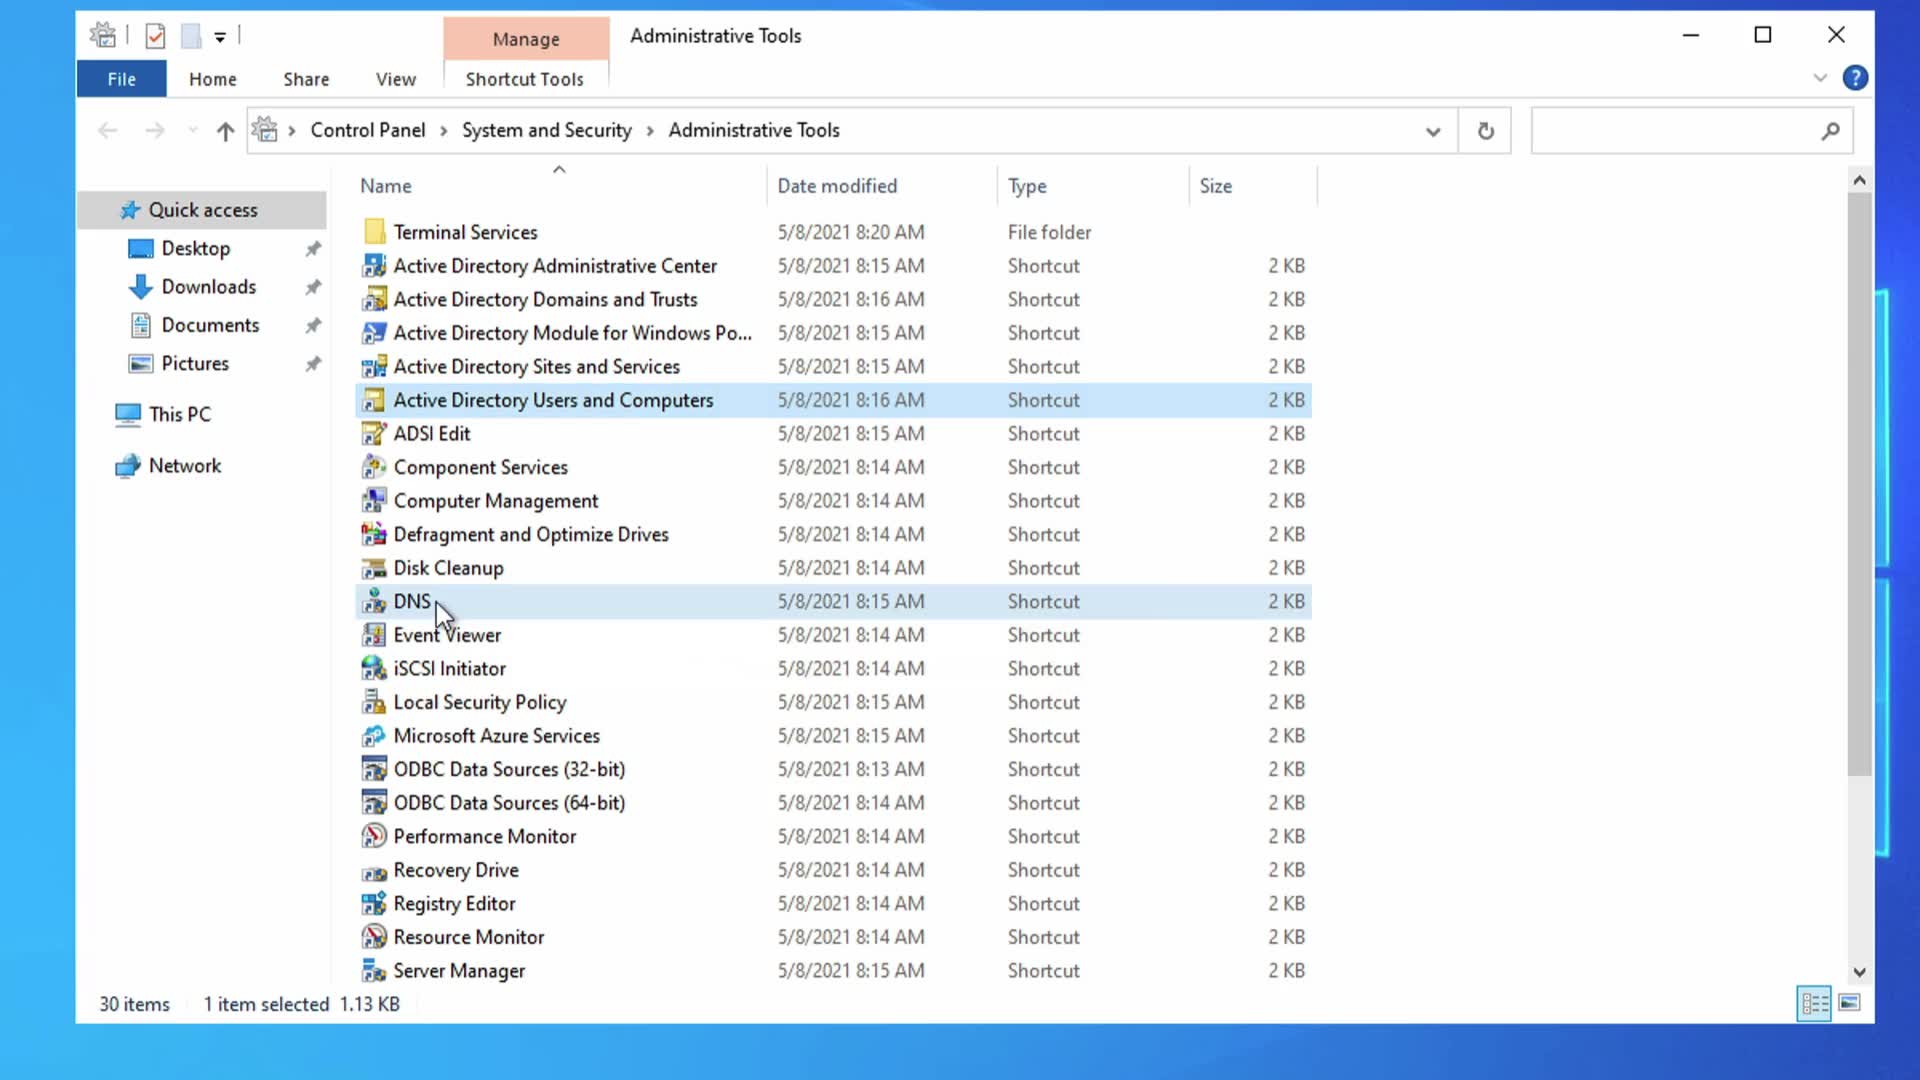 Manage
Administrative Tools
File
Home
Share
View
Shortcut Tools
?
Control Panel
System and Security
Administrative Tools
Name
Date modified
Type
Size
Quick access
Desktop
Downloads
Documents
Pictures
This PC
Network
Terminal Services 5/8/2021 8:20 AM File folder
Active Directory Administrative Center 5/8/2021 8:15 AM Shortcut 2 KB
Active Directory Domains and Trusts 5/8/2021 8:16 AM Shortcut 2 KB
Active Directory Module for Windows Po... 5/8/2021 8:15 AM Shortcut 2 KB
Active Directory Sites and Services 5/8/2021 8:15 AM Shortcut 2 KB
Active Directory Users and Computers 5/8/2021 8:16 AM Shortcut 2 KB
ADSI Edit 5/8/2021 8:15 AM Shortcut 2 KB
Component Services 5/8/2021 8:14 AM Shortcut 2 KB
Computer Management 5/8/2021 8:14 AM Shortcut 2 KB
Defragment and Optimize Drives 5/8/2021 8:14 AM Shortcut 2 KB
Disk Cleanup 5/8/2021 8:14 AM Shortcut 2 KB
DNS 5/8/2021 8:15 AM Shortcut 2 KB
Event Viewer 5/8/2021 8:14 AM Shortcut 2 KB
iSCSI Initiator 5/8/2021 8:14 AM Shortcut 2 KB
Local Security Policy 5/8/2021 8:15 AM Shortcut 2 KB
Microsoft Azure Services 5/8/2021 8:15 AM Shortcut 2 KB
ODBC Data Sources (32-bit) 5/8/2021 8:13 AM Shortcut 2 KB
ODBC Data Sources (64-bit) 5/8/2021 8:14 AM Shortcut 2 KB
Performance Monitor 5/8/2021 8:14 AM Shortcut 2 KB
Recovery Drive 5/8/2021 8:14 AM Shortcut 2 KB
Registry Editor 5/8/2021 8:14 AM Shortcut 2 KB
Resource Monitor 5/8/2021 8:14 AM Shortcut 2 KB
Server Manager 5/8/2021 8:15 AM Shortcut 2 KB
30 items 1 item selected 1.13 KB